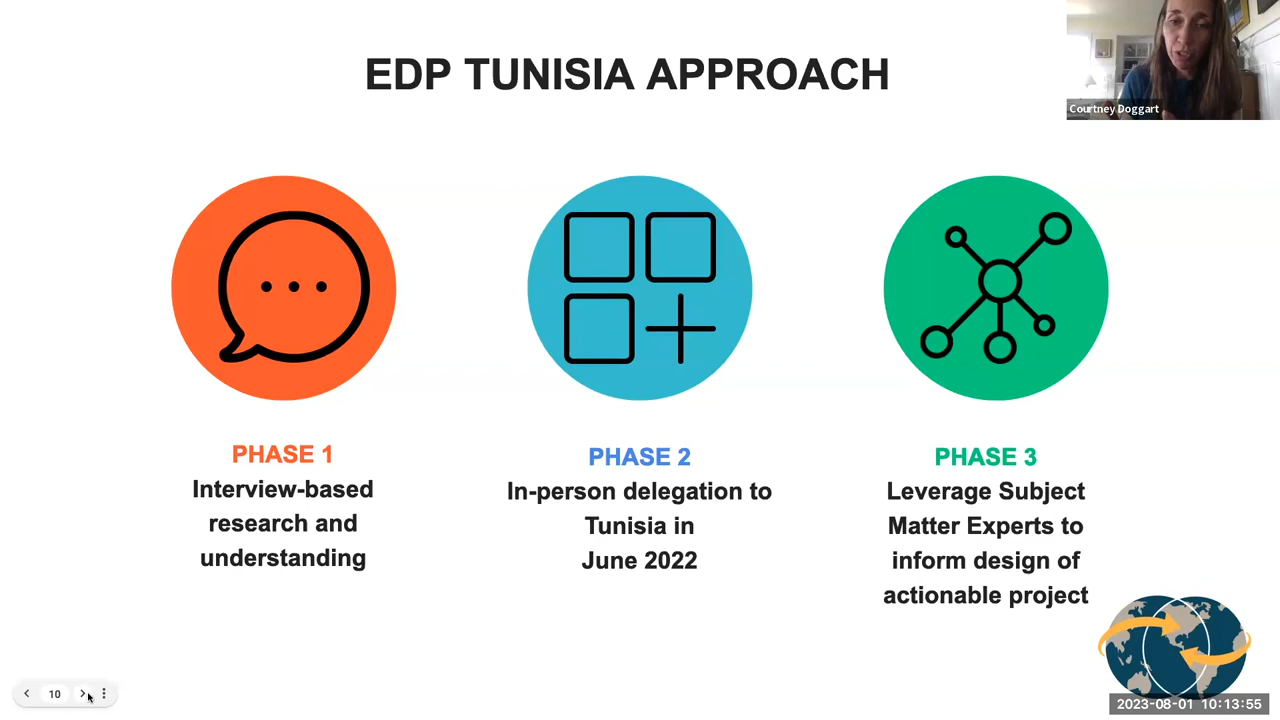 EDP TUNISIA APPROACH
Courtney Doggart
PHASE 1
Interview-based
research and
understanding
PHASE 2
In-person delegation to
Tunisia in
June 2022
PHASE 3
Leverage Subject
Matter Experts to
inform design of
actionable project
10
2023-08-01 10:13:55